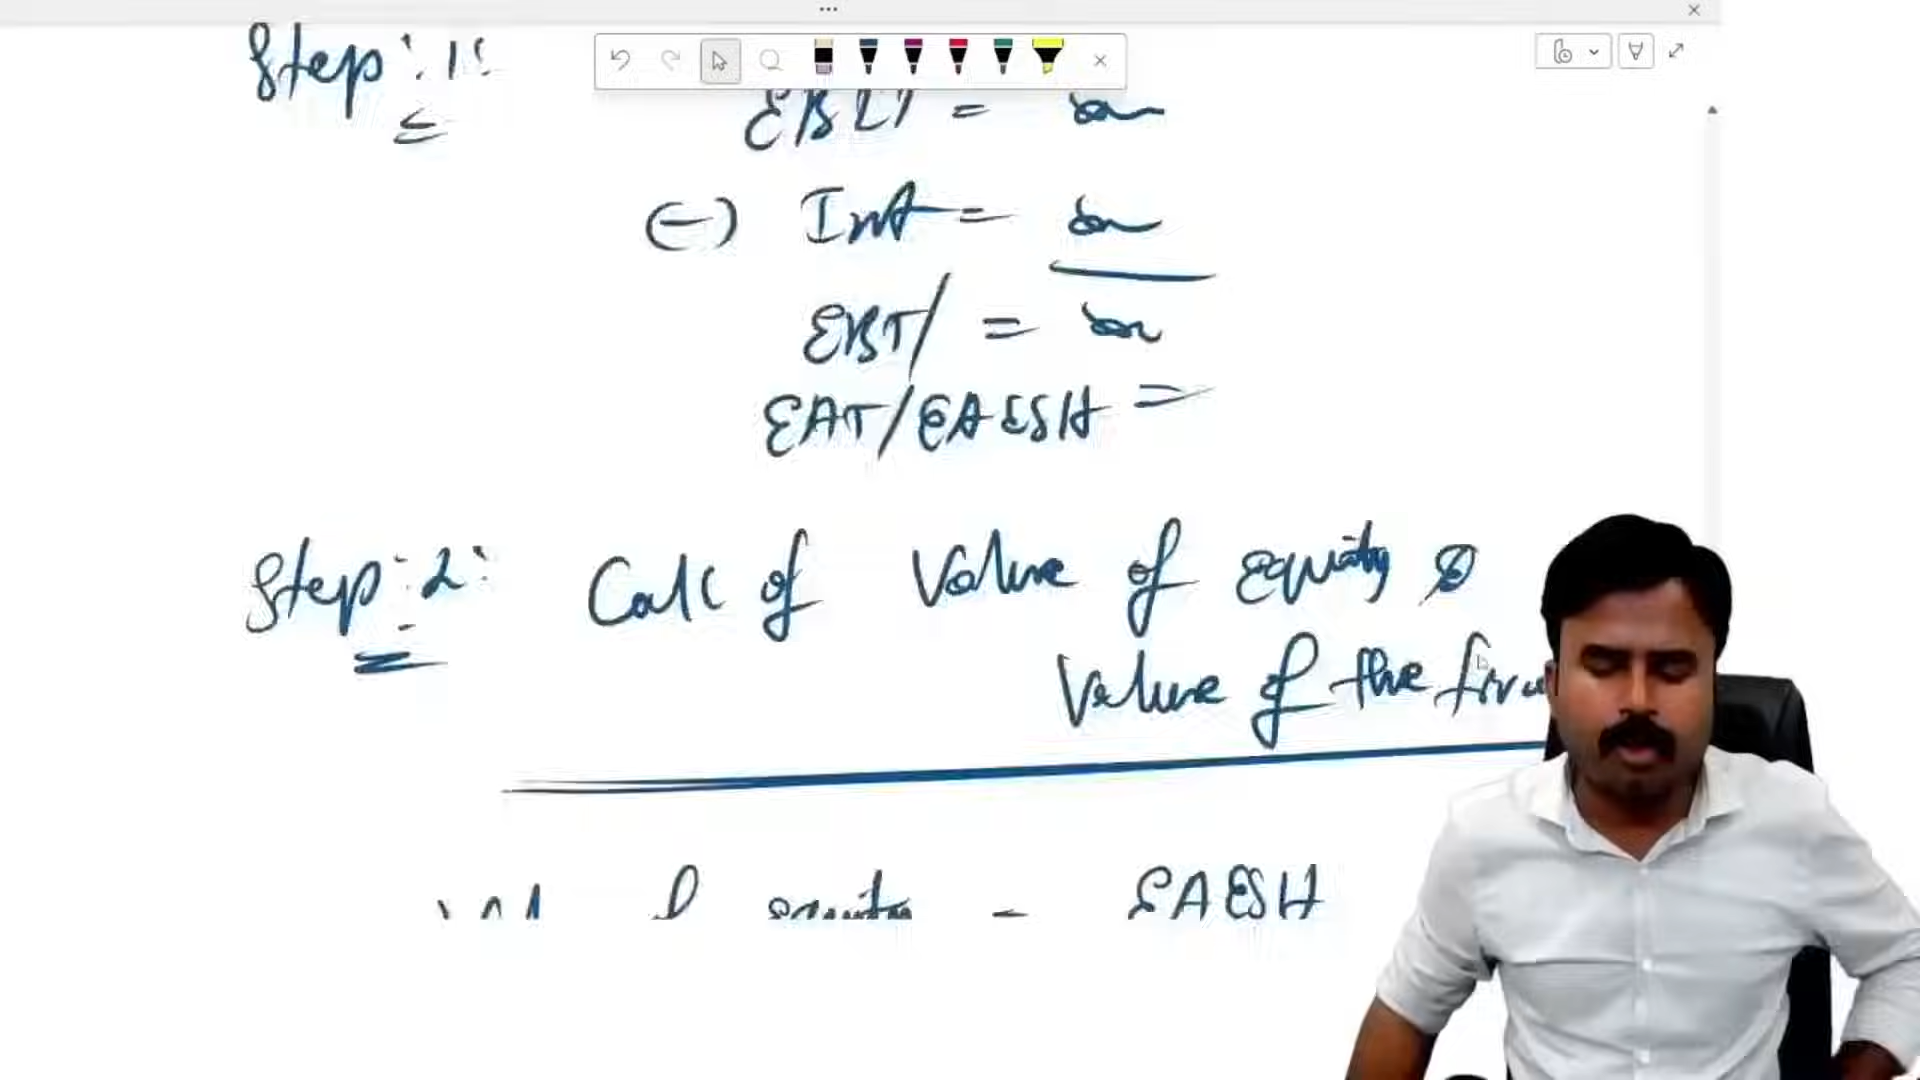 Step:1:
EBIT =
(-) Int =
EBT/ =
EAT/EAESH =
Step:2: Calc of Value of equity &
Value of the firm
equity = EAESH